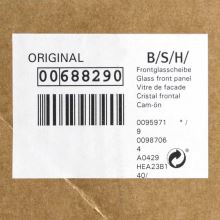 ORIGINAL
00688290
B/S/H/
Frontglasscheibe
Glass front panel
Vitre de facade
Cristal frontal
Cam-ön
0095971 */
9
0098706
4
A0429
HEA23B1
40/